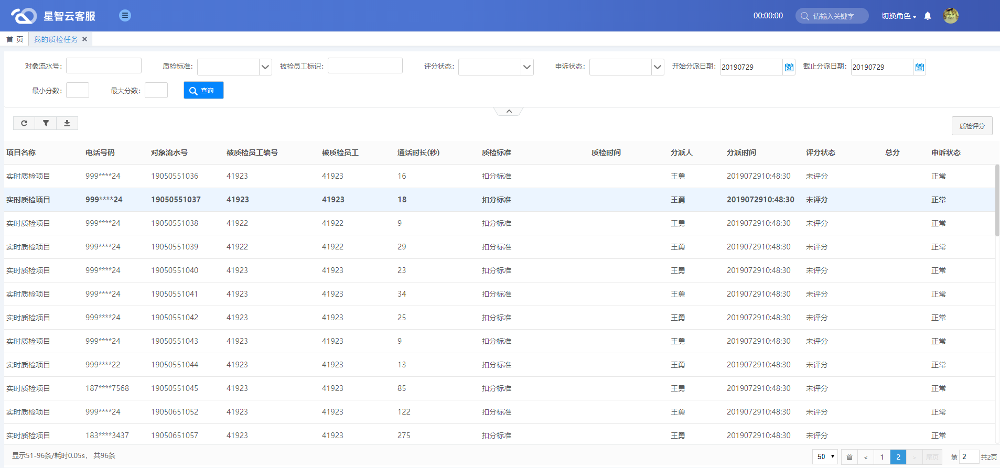 星智云客服 00:00:00 请输入关键字 切换角色
首 页 我的质检任务 ×
对象流水号: 质检标准: 被检员工标识: 评分状态: 申诉状态: 开始分派日期: 20190729 24 截止分派日期: 20190729 24
最小分数: 最大分数: 查询
质检评分
项目名称 电话号码 对象流水号 被质检员工编号 被质检员工 通话时长(秒) 质检标准 质检时间 分派人 分派时间 评分状态 总分 申诉状态
实时质检项目 999****24 19050551036 41923 41923 16 扣分标准 王勇 2019072910:48:30 未评分 正常
实时质检项目 999****24 19050551037 41923 41923 18 扣分标准 王勇 2019072910:48:30 未评分 正常
实时质检项目 999****24 19050551038 41922 41922 9 扣分标准 王勇 2019072910:48:30 未评分 正常
实时质检项目 999****24 19050551039 41922 41922 29 扣分标准 王勇 2019072910:48:30 未评分 正常
实时质检项目 999****24 19050551040 41923 41923 23 扣分标准 王勇 2019072910:48:30 未评分 正常
实时质检项目 999****24 19050551041 41923 41923 34 扣分标准 王勇 2019072910:48:30 未评分 正常
实时质检项目 999****24 19050551042 41923 41923 25 扣分标准 王勇 2019072910:48:30 未评分 正常
实时质检项目 999****24 19050551043 41923 41923 9 扣分标准 王勇 2019072910:48:30 未评分 正常
实时质检项目 999****22 19050551044 41923 41923 13 扣分标准 王勇 2019072910:48:30 未评分 正常
实时质检项目 187****7568 19050551045 41923 41923 85 扣分标准 王勇 2019072910:48:30 未评分 正常
实时质检项目 999****24 19050651052 41923 41923 122 扣分标准 王勇 2019072910:48:30 未评分 正常
实时质检项目 183****3437 19050651057 41923 41923 275 扣分标准 王勇 2019072910:48:30 未评分 正常
显示51-96条/耗时0.05s， 共96条 50 首 < 1 2 > 尾页 第 2 共2页